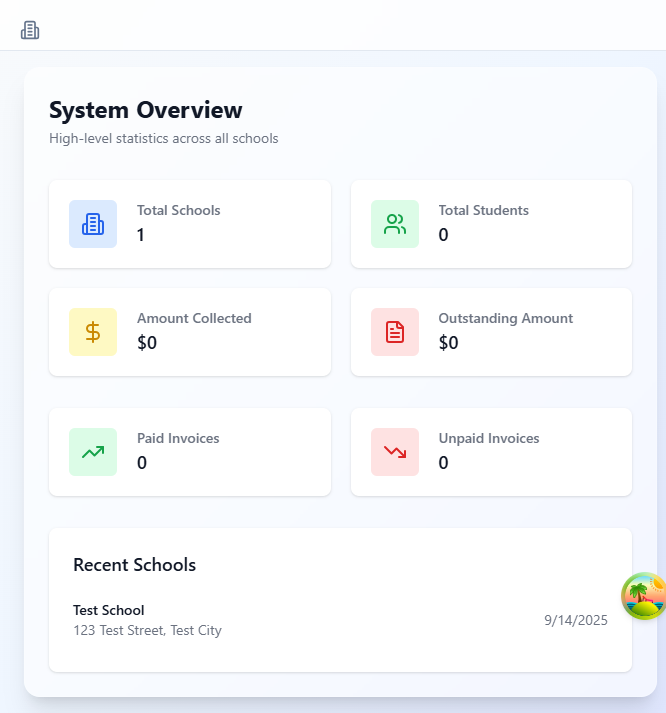 System Overview
High-level statistics across all schools
Total Schools
1
Total Students
0
Amount Collected
$0
Outstanding Amount
$0
Paid Invoices
0
Unpaid Invoices
0
Recent Schools
Test School
123 Test Street, Test City
9/14/2025